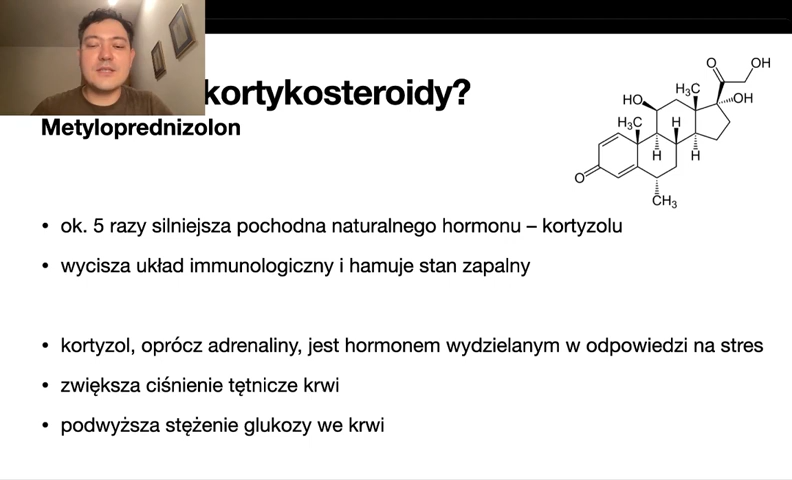 kortykosteroidy?
Metyloprednizolon
O
OH
H₃C
OH
HO
H₃C
H
H
H
O
CH₃
• ok. 5 razy silniejsza pochodna naturalnego hormonu – kortyzolu
• wycisza układ immunologiczny i hamuje stan zapalny
• kortyzol, oprócz adrenaliny, jest hormonem wydzielanym w odpowiedzi na stres
• zwiększa ciśnienie tętnicze krwi
• podwyższa stężenie glukozy we krwi